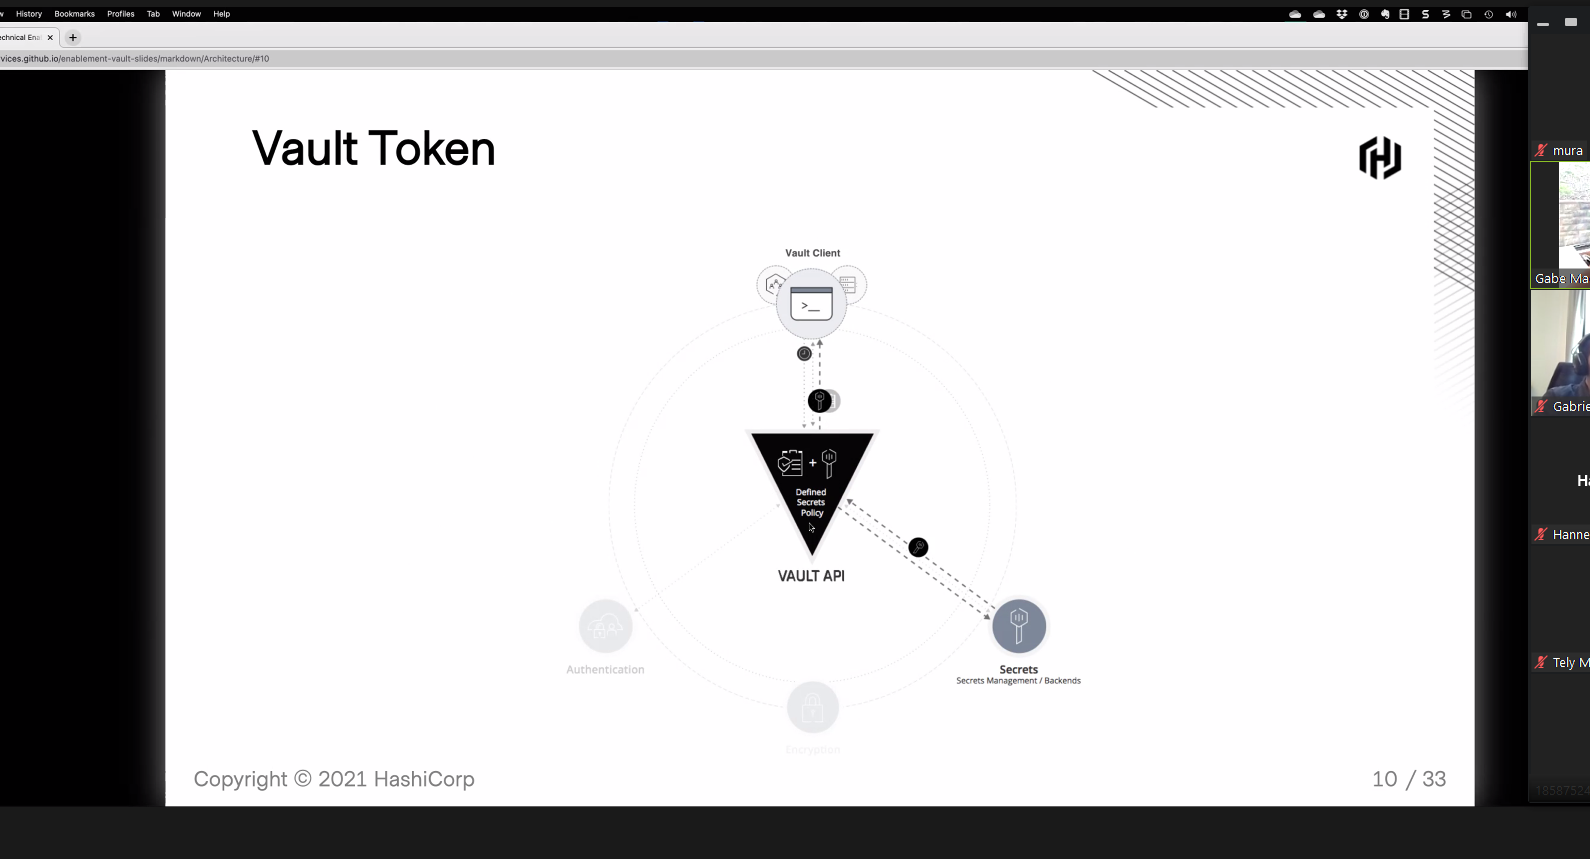 w History Bookmarks Profiles Tab Window Help
echnical Ena
vices.github.io/enablement-vault-slides/markdown/Architecture/#10
Vault Token
Vault Client
>_
+
Defined
Secrets
Policy
VAULT API
Authentication
Secrets
Secrets Management / Backends
Encryption
Copyright © 2021 HashiCorp
10 / 33
mura
Gabe Ma
Gabrie
Ha
Hanne
Tely M
18587524